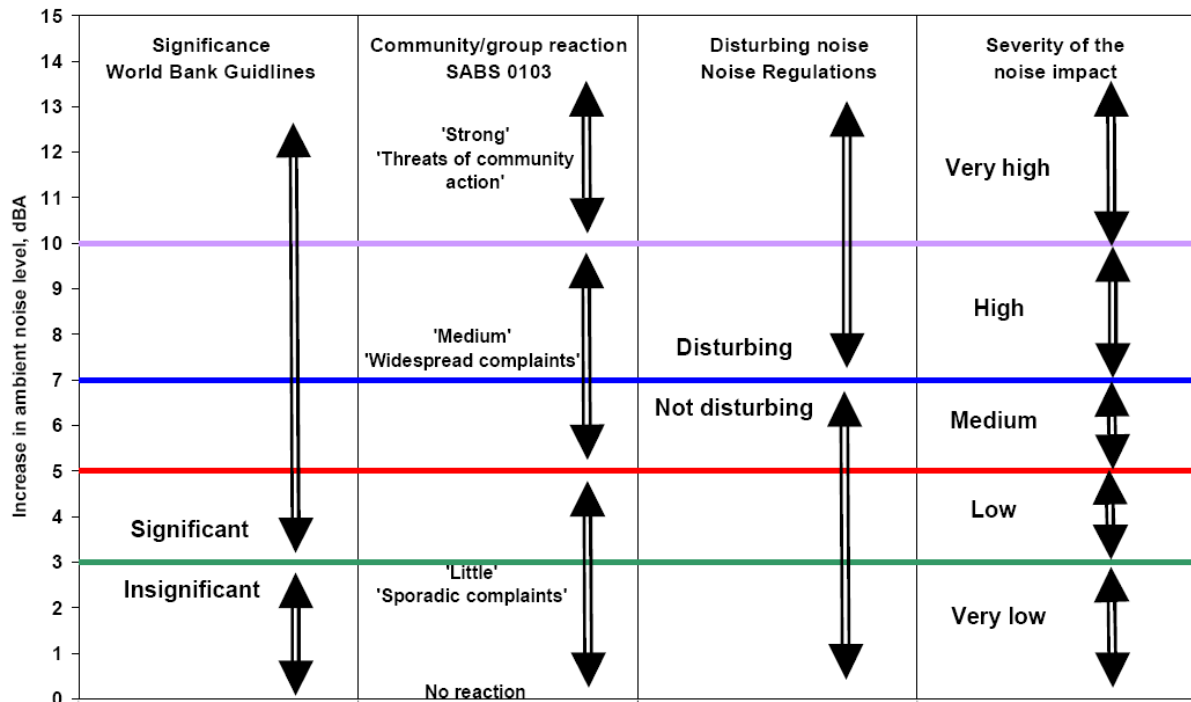 Increase in ambient noise level, dBA
15
14
13
12
11
10
9
8
7
6
5
4
3
2
1
0
Significance
World Bank Guidlines
Significant
Insignificant
Community/group reaction
SABS 0103
'Strong'
'Threats of community
action'
'Medium'
'Widespread complaints'
'Little'
'Sporadic complaints'
No reaction
Disturbing noise
Noise Regulations
Disturbing
Not disturbing
Severity of the
noise impact
Very high
High
Medium
Low
Very low